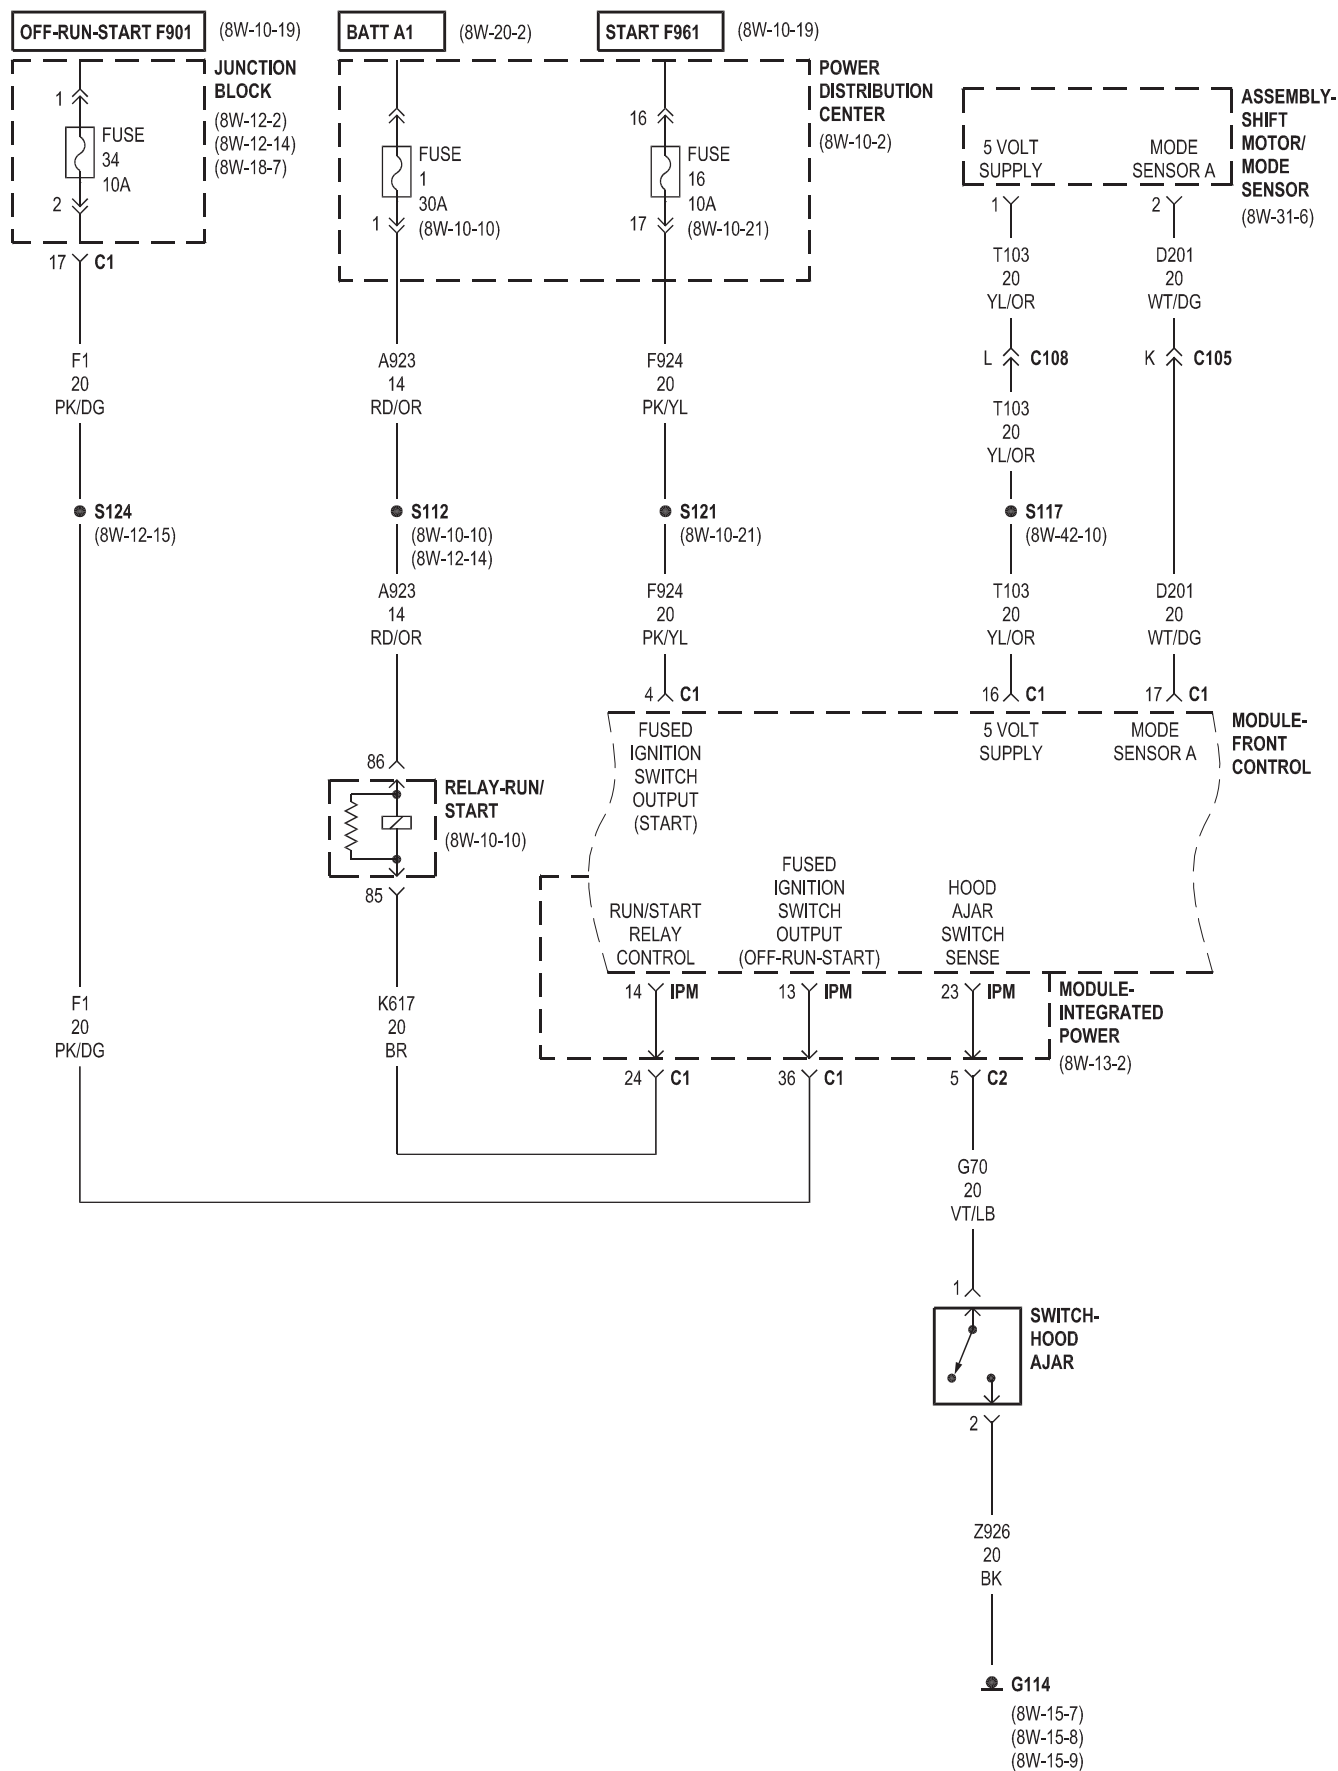 OFF-RUN-START F901
(8W-10-19)
BATT A1
(8W-20-2)
START F961
(8W-10-19)
JUNCTION
BLOCK
(8W-12-2)
(8W-12-14)
(8W-18-7)
1
FUSE
34
10A
2
17
C1
FUSE
1
30A
(8W-10-10)
1
16
FUSE
16
10A
(8W-10-21)
17
POWER
DISTRIBUTION
CENTER
(8W-10-2)
5 VOLT
SUPPLY
MODE
SENSOR A
ASSEMBLY-
SHIFT
MOTOR/
MODE
SENSOR
(8W-31-6)
1
2
T103
20
YL/OR
D201
20
WT/DG
L
C108
K
C105
F1
20
PK/DG
A923
14
RD/OR
F924
20
PK/YL
T103
20
YL/OR
S124
(8W-12-15)
S112
(8W-10-10)
(8W-12-14)
S121
(8W-10-21)
S117
(8W-42-10)
A923
14
RD/OR
F924
20
PK/YL
T103
20
YL/OR
D201
20
WT/DG
4
C1
16
C1
17
C1
FUSED
IGNITION
SWITCH
OUTPUT
(START)
5 VOLT
SUPPLY
MODE
SENSOR A
MODULE-
FRONT
CONTROL
86
RELAY-RUN/
START
(8W-10-10)
85
RUN/START
RELAY
CONTROL
FUSED
IGNITION
SWITCH
OUTPUT
(OFF-RUN-START)
HOOD
AJAR
SWITCH
SENSE
14
IPM
13
IPM
23
IPM
MODULE-
INTEGRATED
POWER
(8W-13-2)
F1
20
PK/DG
K617
20
BR
24
C1
36
C1
5
C2
G70
20
VT/LB
1
SWITCH-
HOOD
AJAR
2
Z926
20
BK
G114
(8W-15-7)
(8W-15-8)
(8W-15-9)